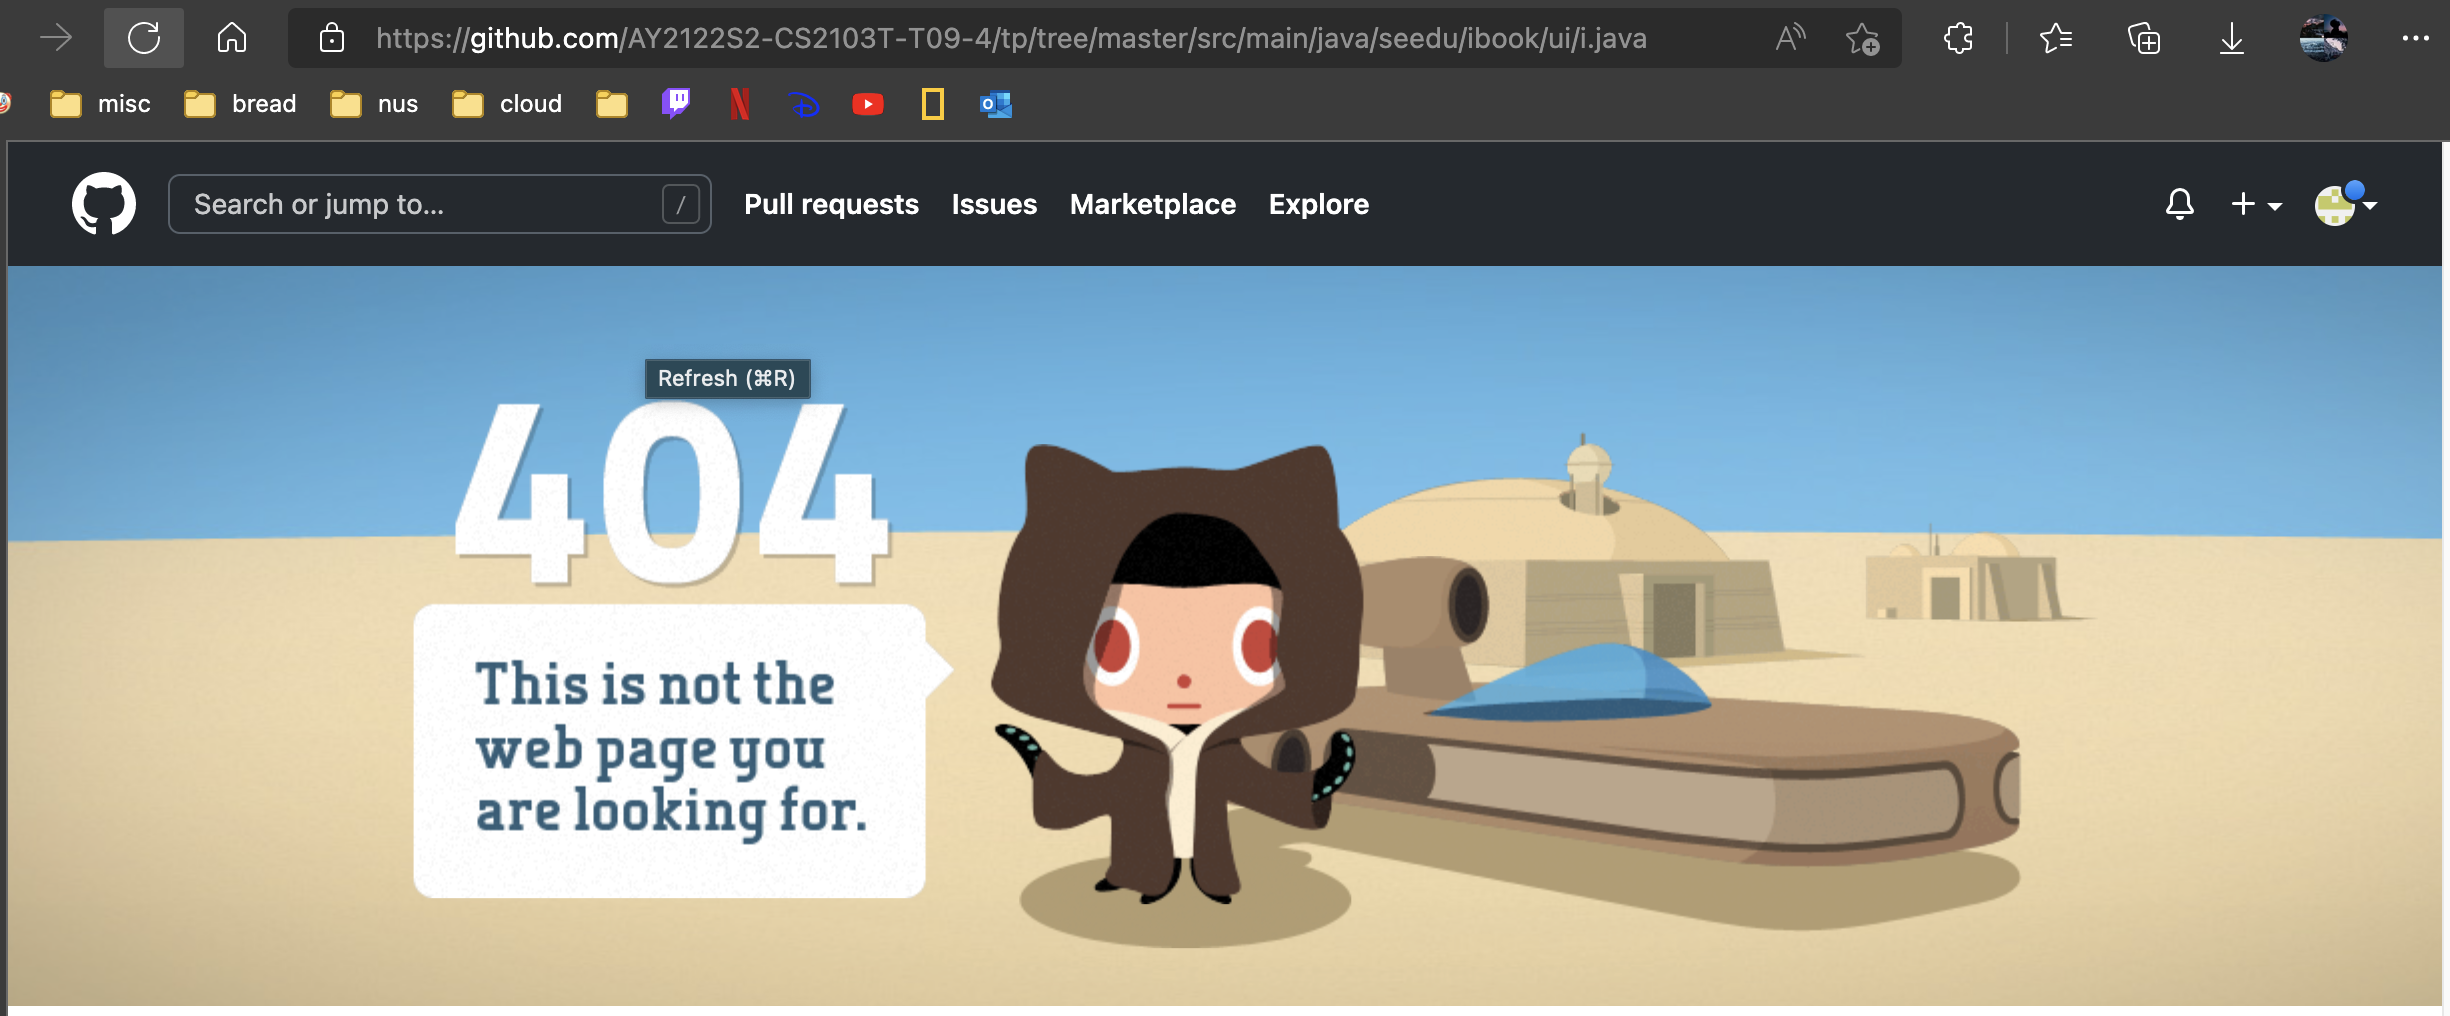 https://github.com/AY2122S2-CS2103T-T09-4/tp/tree/master/src/main/java/seedu/ibook/ui/i.java
misc bread nus cloud
Search or jump to... / Pull requests Issues Marketplace Explore
Refresh (⌘R)
404
This is not the
web page you
are looking for.